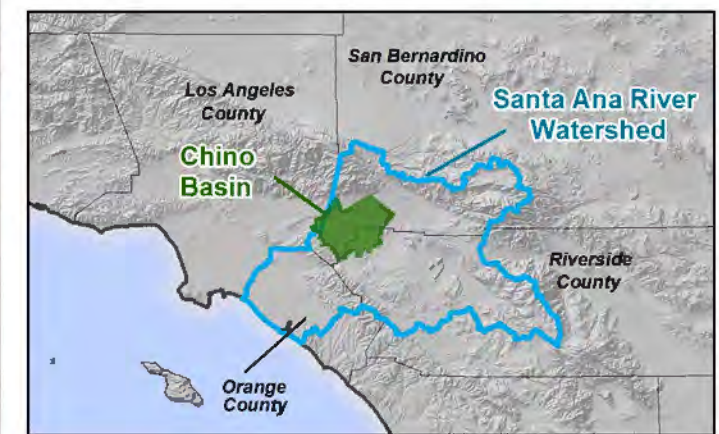 San Bernardino
County
Los Angeles
County
Santa Ana River
Watershed
Chino
Basin
Riverside
County
Orange
County